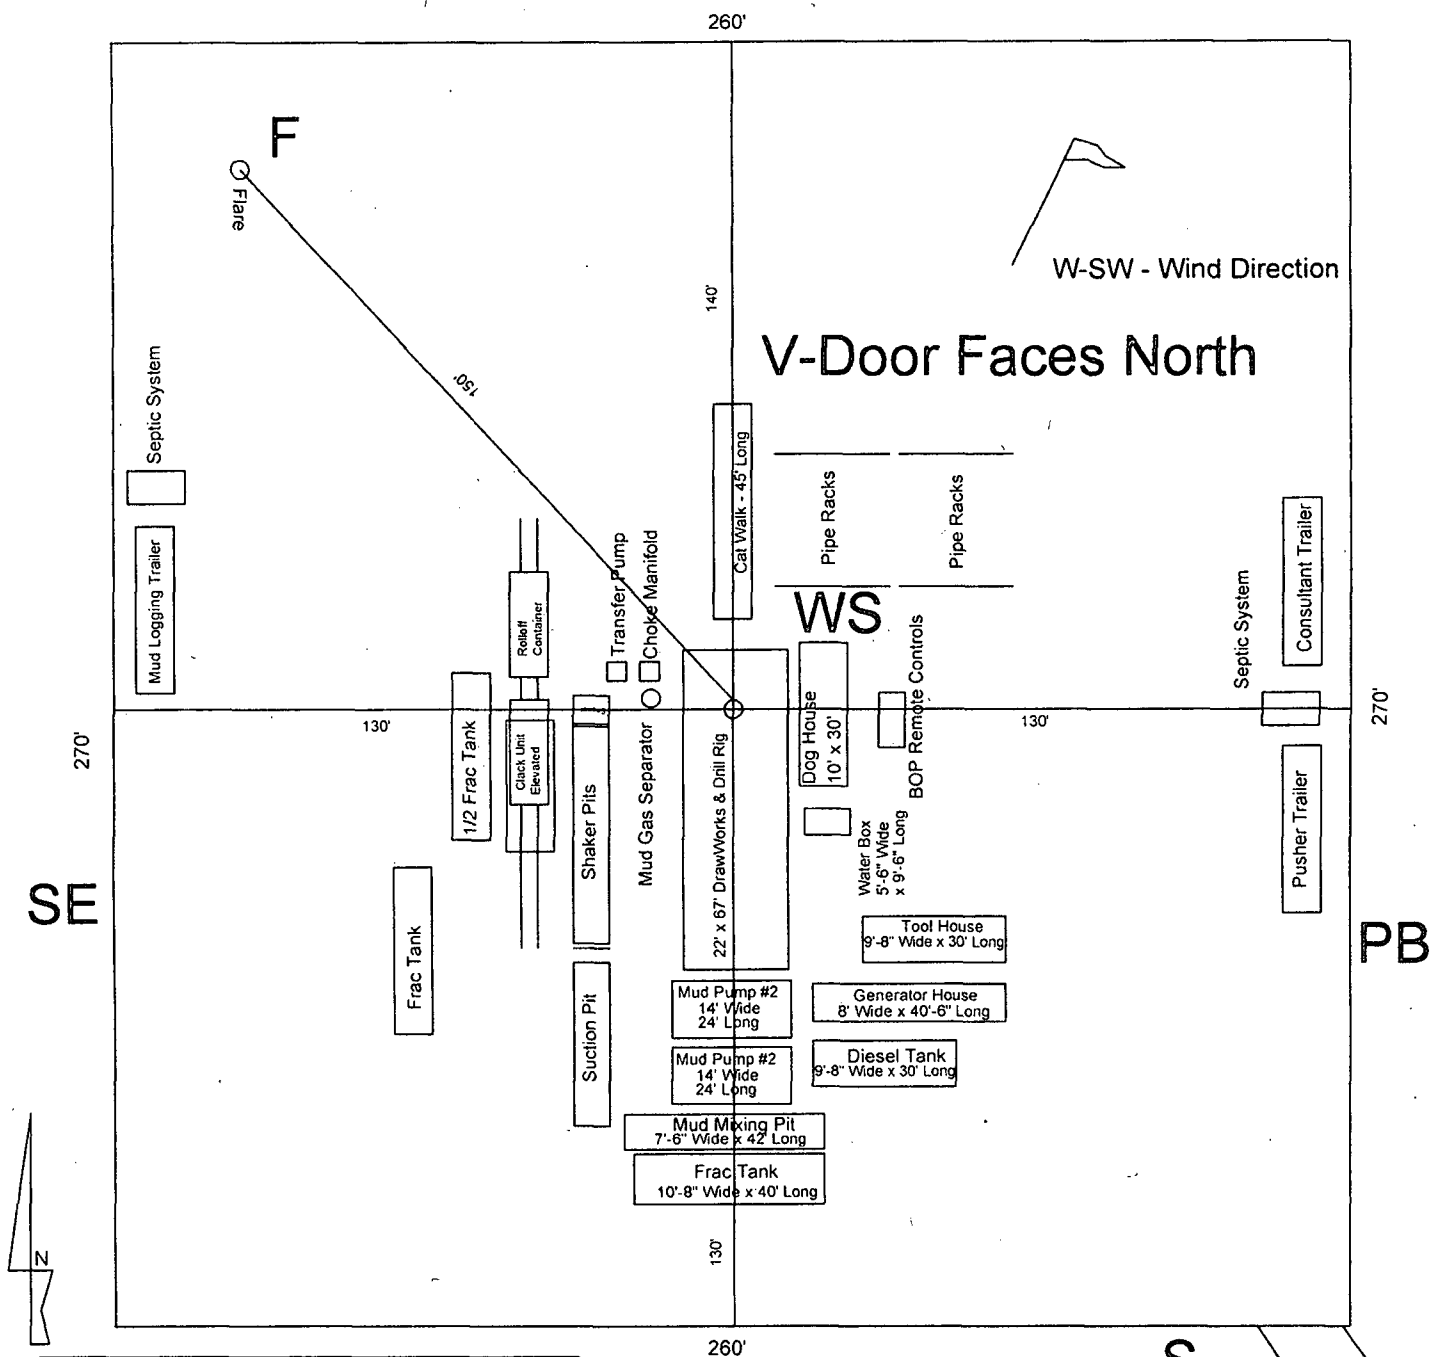 260'
F
Flare
W-SW - Wind Direction
140'
V-Door Faces North
150'
Septic System
Cat Walk - 45' Long
Pipe Racks
Pipe Racks
Mud Logging Trailer
Rolloff
Container
Transfer Pump
Choke Manifold
WS
Consultant Trailer
Septic System
BOP Remote Controls
Dog House
10' x 30'
130'
130'
270'
270'
1/2 Frac Tank
Clack Unit
Elevated
Shaker Pits
Mud Gas Separator
22' x 67' DrawWorks & Drill Rig
Water Box
5'-6" Wide
x 9'-6" Long
Pusher Trailer
SE
PB
Frac Tank
Tool House
9'-8" Wide x 30' Long
Suction Pit
Mud Pump #2
14' Wide
24' Long
Generator House
8' Wide x 40'-6" Long
Mud Pump #2
14' Wide
24' Long
Diesel Tank
9'-8" Wide x 30' Long
Mud Mixing Pit
7'-6" Wide x 42' Long
Frac Tank
10'-8" Wide x 40' Long
130'
N
260'
S